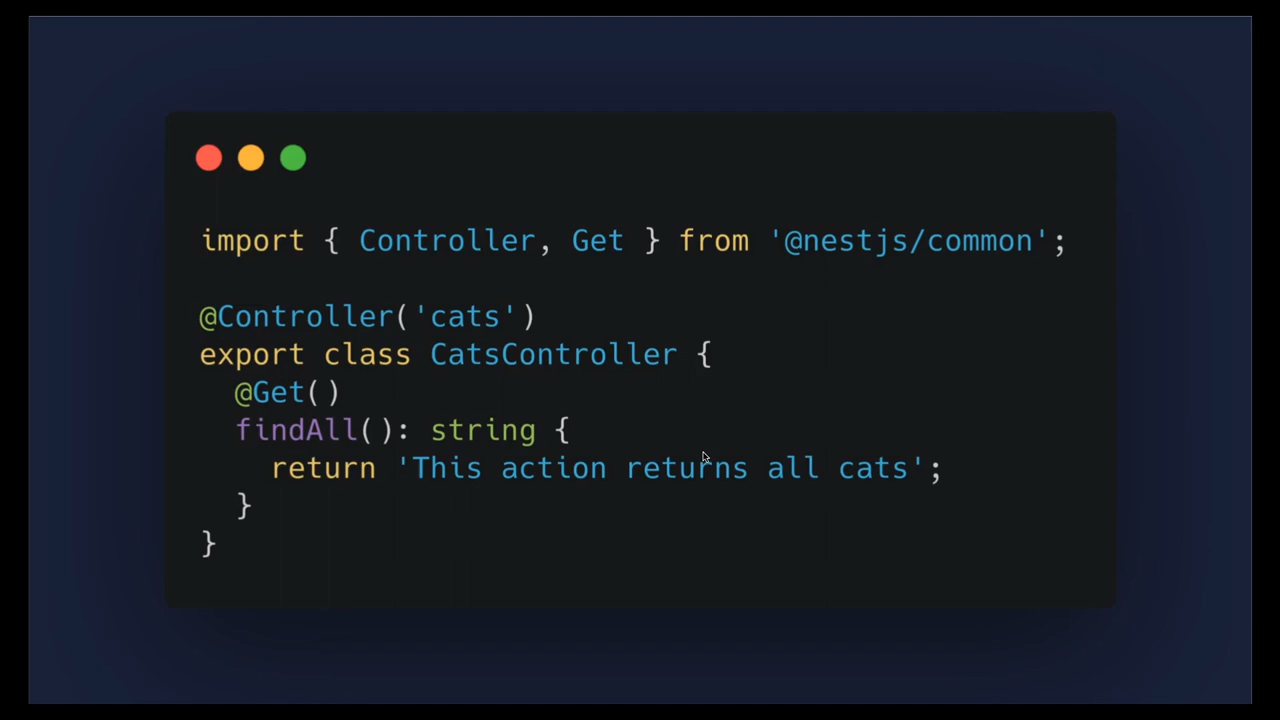 import { Controller, Get } from '@nestjs/common';
@Controller('cats')
export class CatsController {
  @Get()
  findAll(): string {
    return 'This action returns all cats';
  }
}